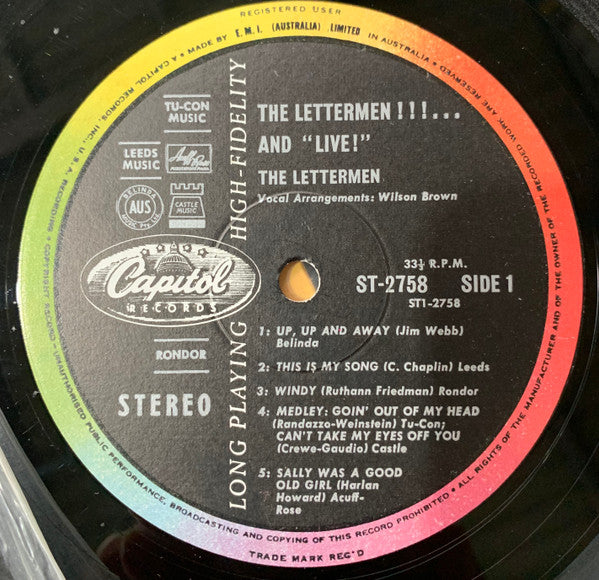 REGISTERED USER
MADE BY E.M.I. (AUSTRALIA) LIMITED IN AUSTRALIA
ALL RIGHTS OF THE MANUFACTURER AND OF THE OWNER OF THE RECORDED WORK ARE RESERVED
UNAUTHORISED PUBLIC PERFORMANCE, BROADCASTING AND COPYING OF THIS RECORD PROHIBITED
A CAPITOL RECORDS, INC., U.S.A. RECORDING • COPYRIGHT RECORD
TRADE MARK REG'D
LONG PLAYING HIGH-FIDELITY
TU-CON
MUSIC
LEEDS
MUSIC
BELINDA
AUS
MUSIC
CASTLE
MUSIC
Capitol
RECORDS
RONDOR
STEREO
THE LETTERMEN!!!...
AND "LIVE!"
THE LETTERMEN
Vocal Arrangements: Wilson Brown
33⅓ R.P.M.
ST-2758 SIDE 1
ST1-2758
1: UP, UP AND AWAY (Jim Webb)
Belinda
2: THIS IS MY SONG (C. Chaplin) Leeds
3: WINDY (Ruthann Friedman) Rondor
4: MEDLEY: GOIN' OUT OF MY HEAD
(Randazzo-Weinstein) Tu-Con;
CAN'T TAKE MY EYES OFF YOU
(Crewe-Gaudio) Castle
5: SALLY WAS A GOOD
OLD GIRL (Harlan
Howard) Acuff-
Rose